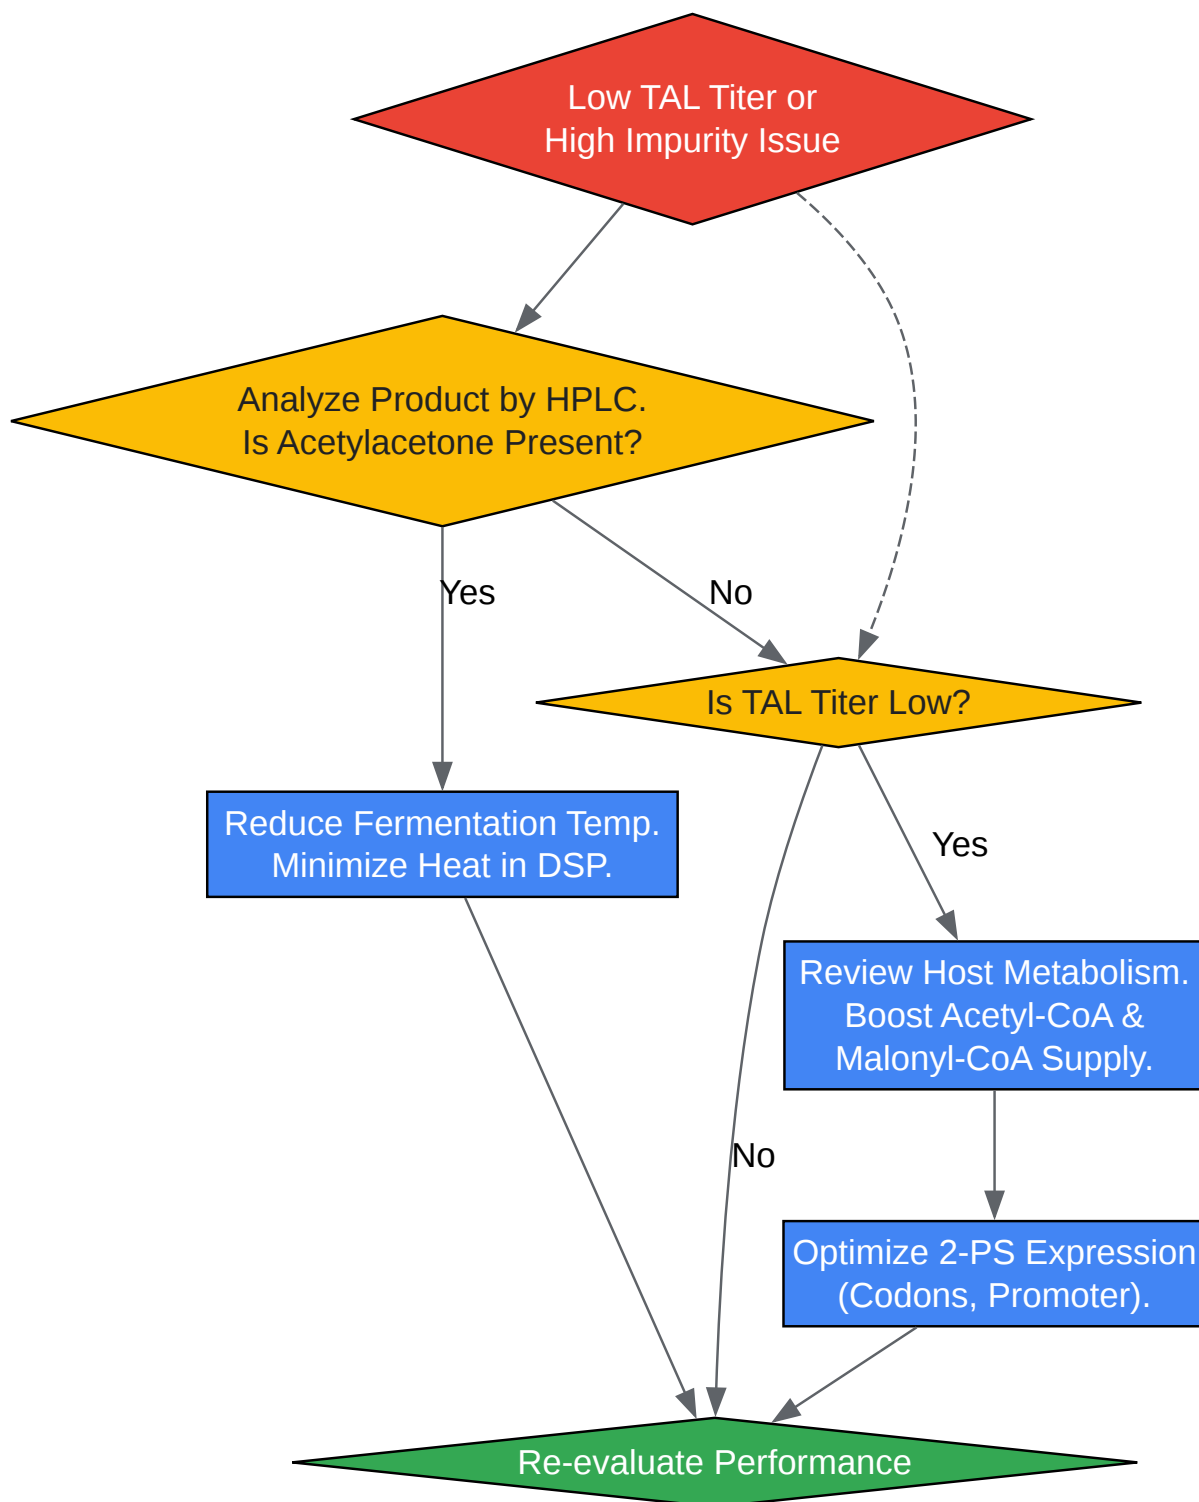 Low TAL Titer or
High Impurity Issue
Analyze Product by HPLC.
Is Acetylacetone Present?
Yes
No
Is TAL Titer Low?
Reduce Fermentation Temp.
Minimize Heat in DSP.
Yes
Review Host Metabolism.
Boost Acetyl-CoA &
Malonyl-CoA Supply.
No
Optimize 2-PS Expression
(Codons, Promoter).
Re-evaluate Performance